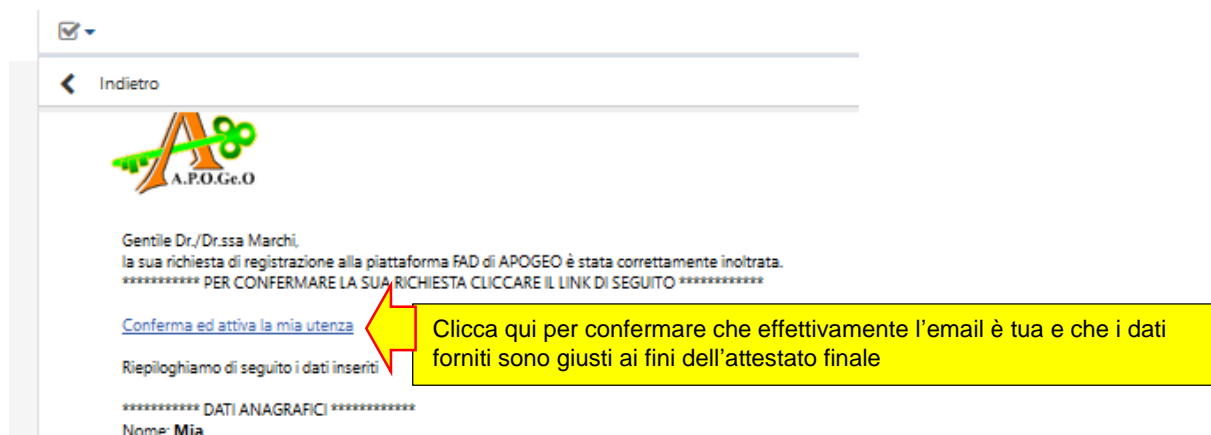 Indietro
A.P.O.Ge.O
Gentile Dr./Dr.ssa Marchi,
la sua richiesta di registrazione alla piattaforma FAD di APOGEO è stata correttamente inoltrata.
*********** PER CONFERMARE LA SUA RICHIESTA CLICCARE IL LINK DI SEGUITO ************
Conferma ed attiva la mia utenza
Clicca qui per confermare che effettivamente l'email è tua e che i dati
forniti sono giusti ai fini dell'attestato finale
Riepiloghiamo di seguito i dati inseriti
*********** DATI ANAGRAFICI ************
Nome: Mia